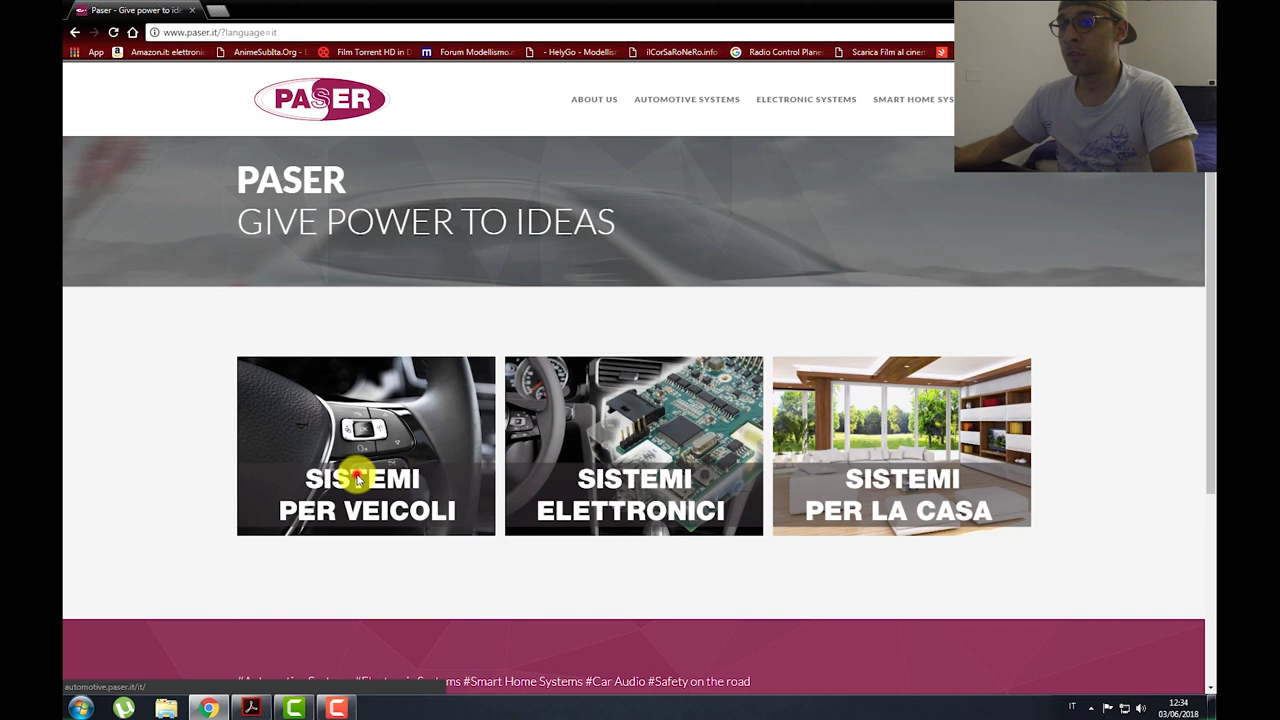 Paser - Give power to ide
www.paser.it/?language=it
App Amazon.it: elettronic AnimeSubIta.Org - Film Torrent HD in Forum Modellismo. - HelyGo - Modellis ilCorSaRoNeRo.info Radio Control Planes Scarica Film al cinem
PASER
ABOUT US AUTOMOTIVE SYSTEMS ELECTRONIC SYSTEMS SMART HOME SYS
PASER
GIVE POWER TO IDEAS
SISTEMI
PER VEICOLI
SISTEMI
ELETTRONICI
SISTEMI
PER LA CASA
#Smart Home Systems #Car Audio #Safety on the road
automotive.paser.it/it/
IT
12:34
03/06/2018